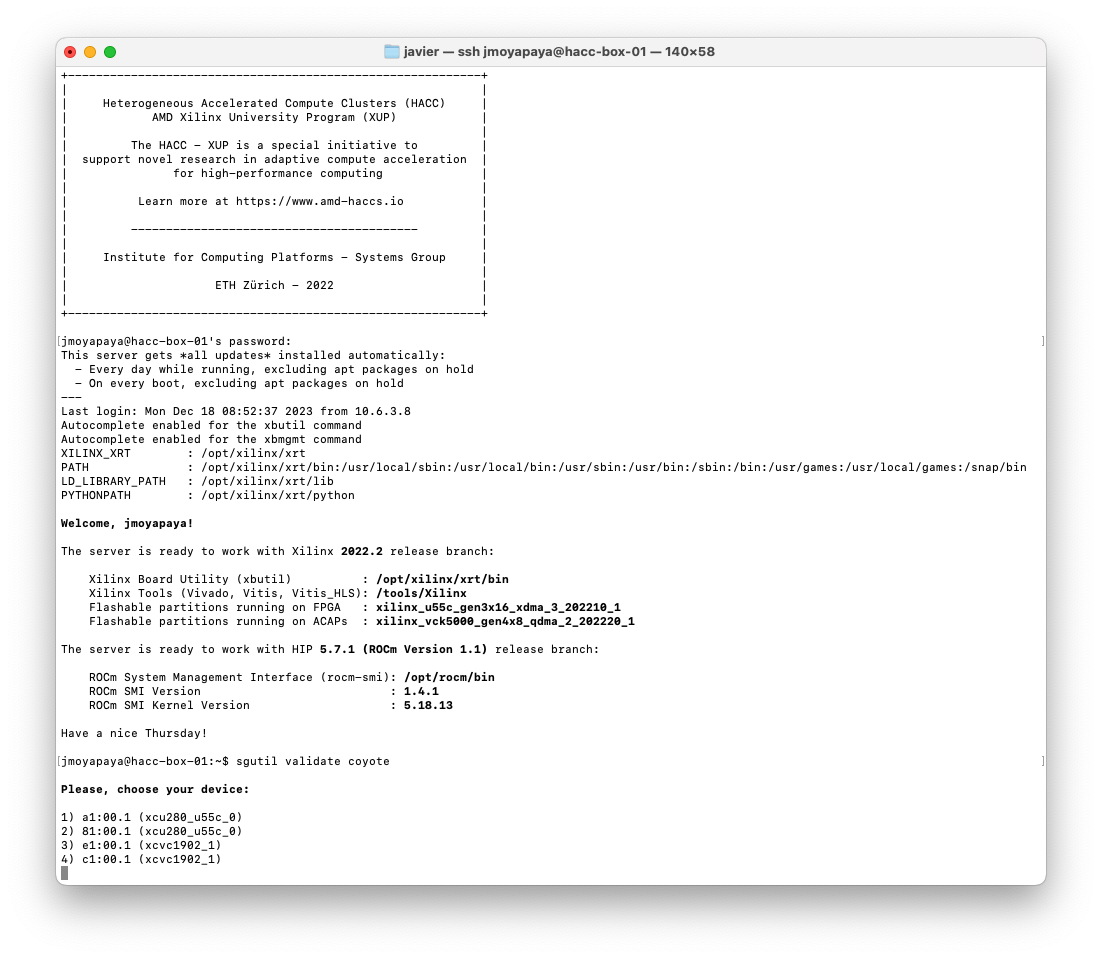 javier — ssh jmoyapaya@hacc-box-01 — 140×58
+-----------------------------------------------------------+
Heterogeneous Accelerated Compute Clusters (HACC)
AMD Xilinx University Program (XUP)
The HACC - XUP is a special initiative to
support novel research in adaptive compute acceleration
for high-performance computing
Learn more at https://www.amd-haccs.io
-----------------------------------------
Institute for Computing Platforms - Systems Group
ETH Zürich - 2022
+-----------------------------------------------------------+
[jmoyapaya@hacc-box-01's password: ]
This server gets *all updates* installed automatically:
- Every day while running, excluding apt packages on hold
- On every boot, excluding apt packages on hold
---
Last login: Mon Dec 18 08:52:37 2023 from 10.6.3.8
Autocomplete enabled for the xbutil command
Autocomplete enabled for the xbmgmt command
XILINX_XRT : /opt/xilinx/xrt
PATH : /opt/xilinx/xrt/bin:/usr/local/sbin:/usr/local/bin:/usr/sbin:/usr/bin:/sbin:/bin:/usr/games:/usr/local/games:/snap/bin
LD_LIBRARY_PATH : /opt/xilinx/xrt/lib
PYTHONPATH : /opt/xilinx/xrt/python
Welcome, jmoyapaya!
The server is ready to work with Xilinx 2022.2 release branch:
Xilinx Board Utility (xbutil) : /opt/xilinx/xrt/bin
Xilinx Tools (Vivado, Vitis, Vitis_HLS): /tools/Xilinx
Flashable partitions running on FPGA : xilinx_u55c_gen3x16_xdma_3_202210_1
Flashable partitions running on ACAPs : xilinx_vck5000_gen4x8_qdma_2_202220_1
The server is ready to work with HIP 5.7.1 (ROCm Version 1.1) release branch:
ROCm System Management Interface (rocm-smi): /opt/rocm/bin
ROCm SMI Version : 1.4.1
ROCm SMI Kernel Version : 5.18.13
Have a nice Thursday!
[jmoyapaya@hacc-box-01:~$ sgutil validate coyote ]
Please, choose your device:
1) a1:00.1 (xcu280_u55c_0)
2) 81:00.1 (xcu280_u55c_0)
3) e1:00.1 (xcvc1902_1)
4) c1:00.1 (xcvc1902_1)